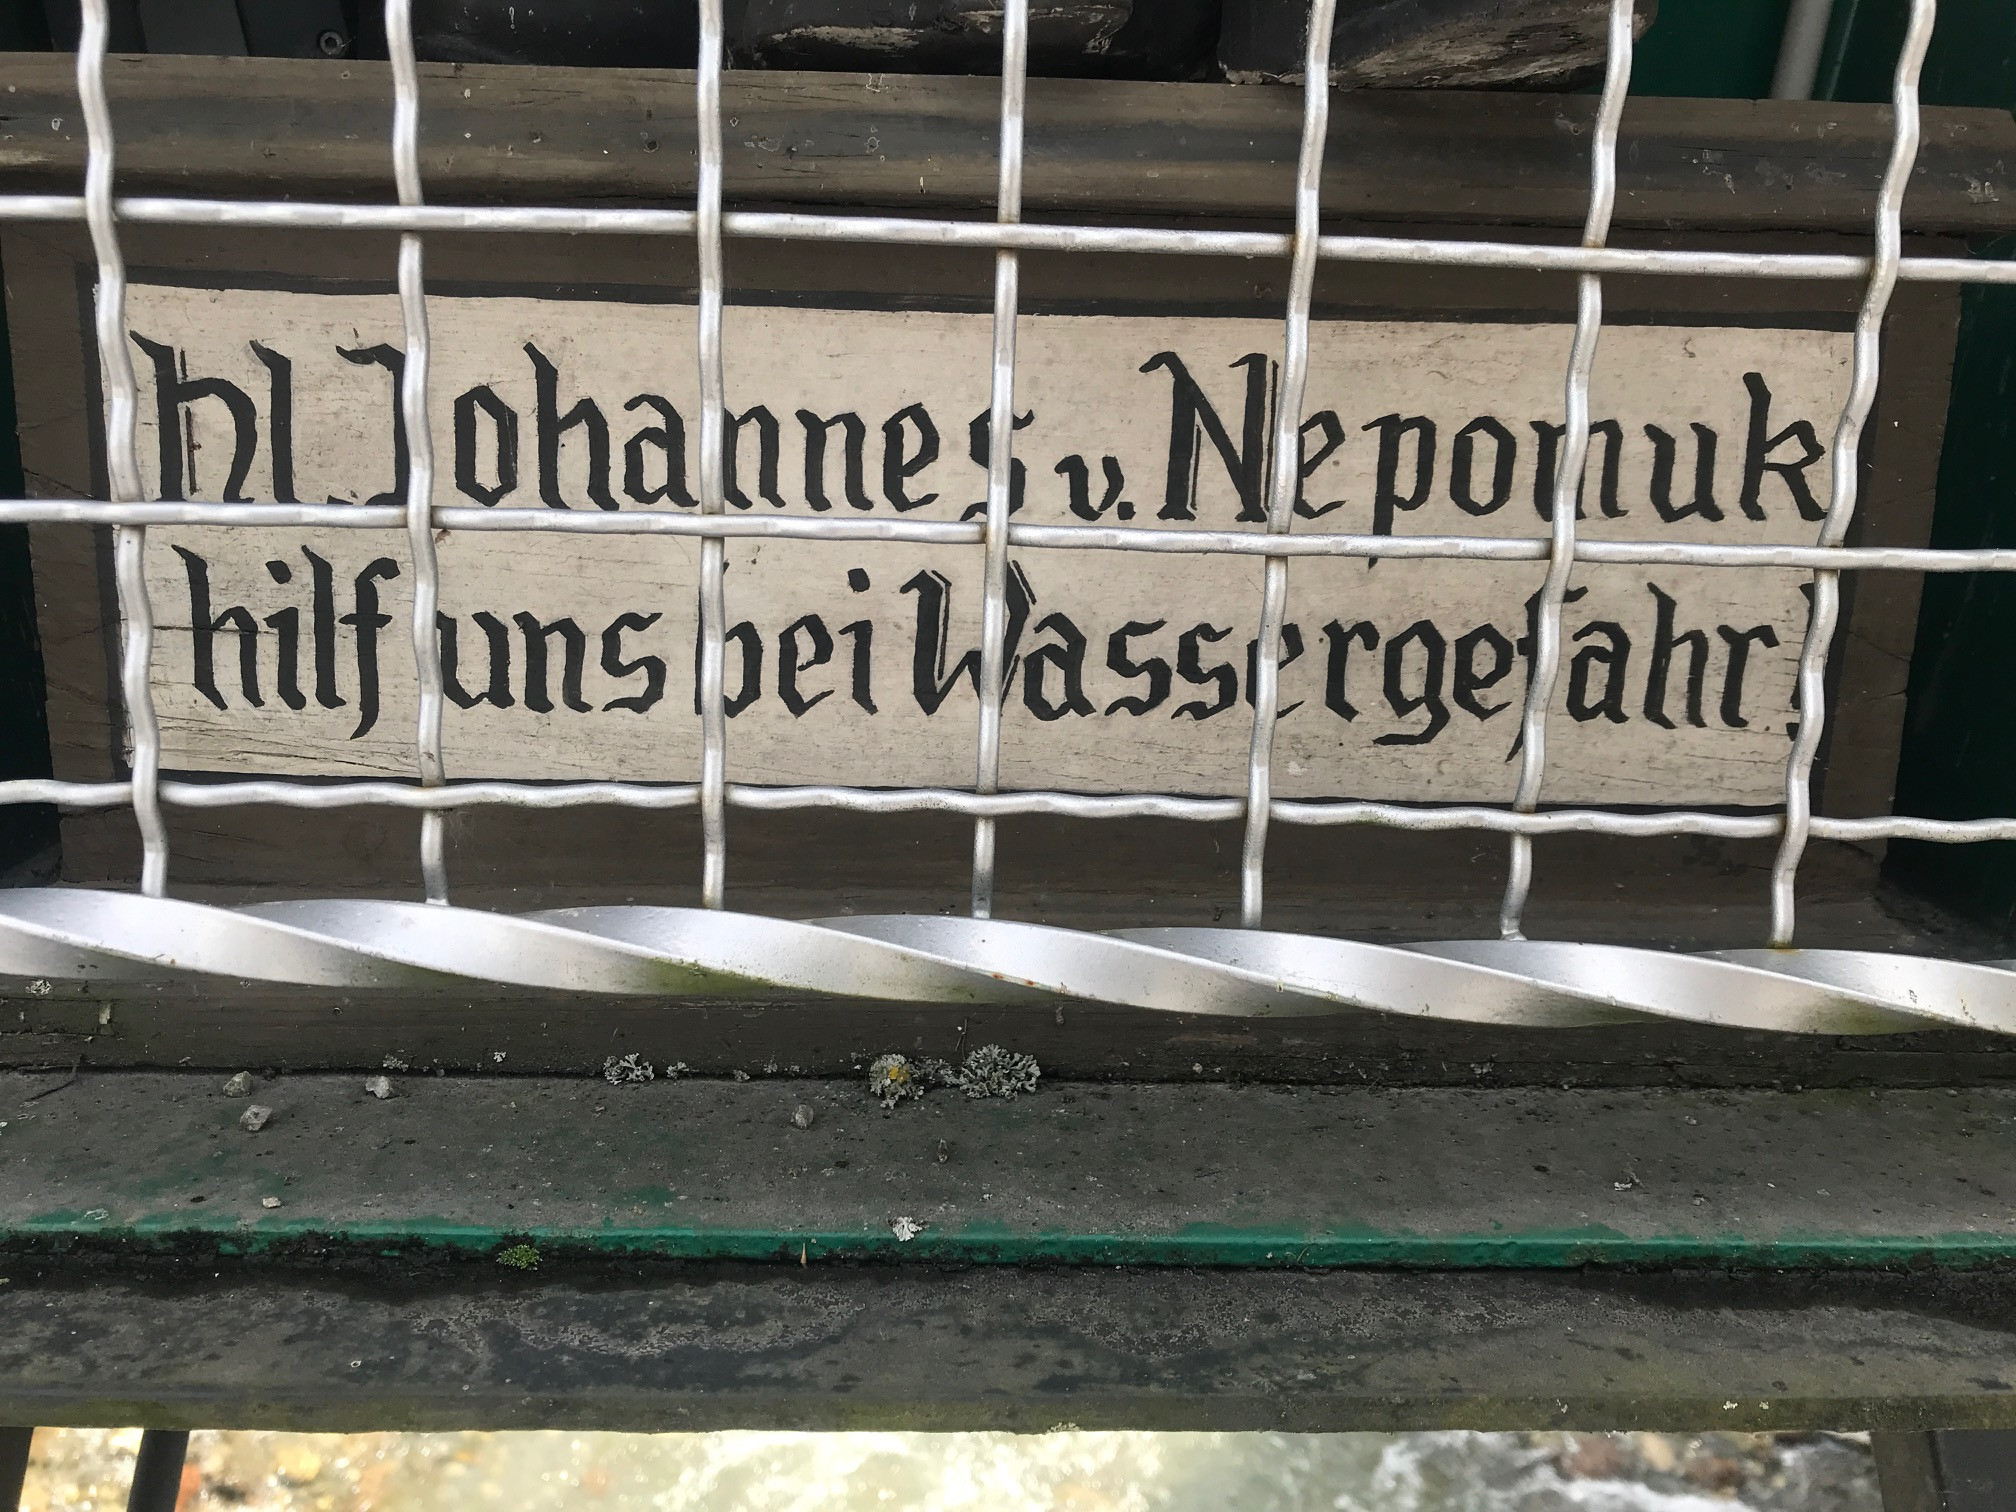 hl Johannes v. Nepomuk
hilf uns bei Wassergefahr!